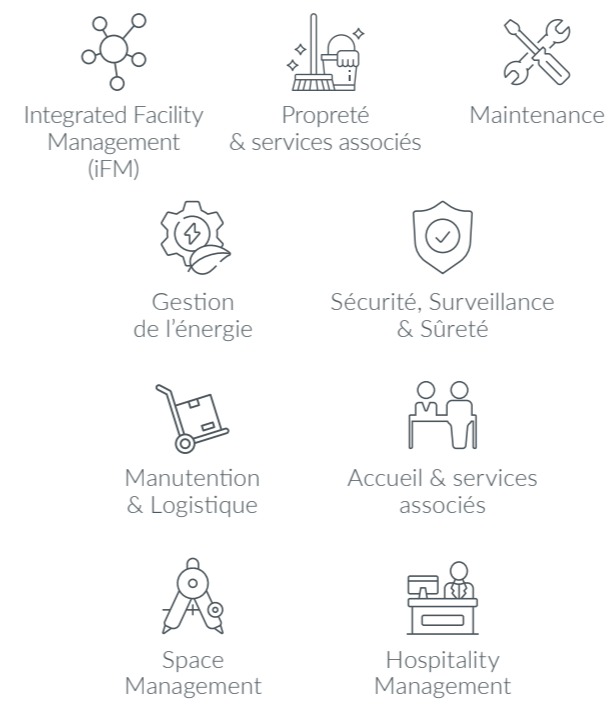 Integrated Facility
Management
(iFM)
Propreté
& services associés
Maintenance
Gestion
de l'énergie
Sécurité, Surveillance
& Sûreté
Manutention
& Logistique
Accueil & services
associés
Space
Management
Hospitality
Management